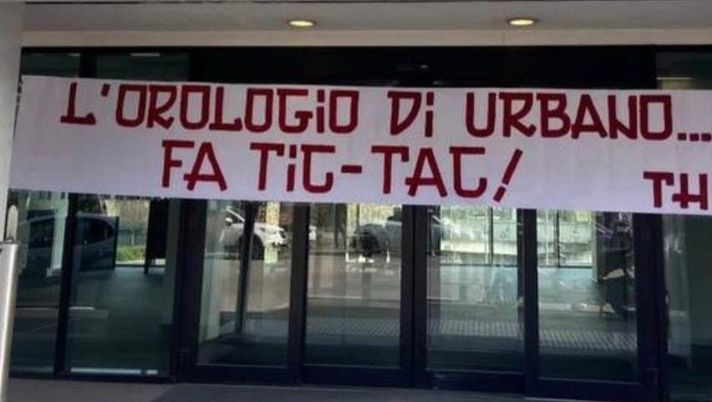 L'OROLOGIO DI URBANO...
FA TIC-TAC!
TH